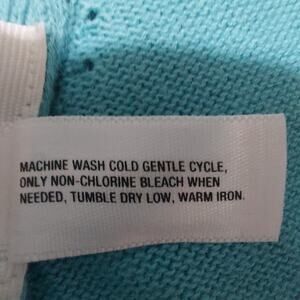 MACHINE WASH COLD GENTLE CYCLE,
ONLY NON-CHLORINE BLEACH WHEN
NEEDED, TUMBLE DRY LOW, WARM IRON.